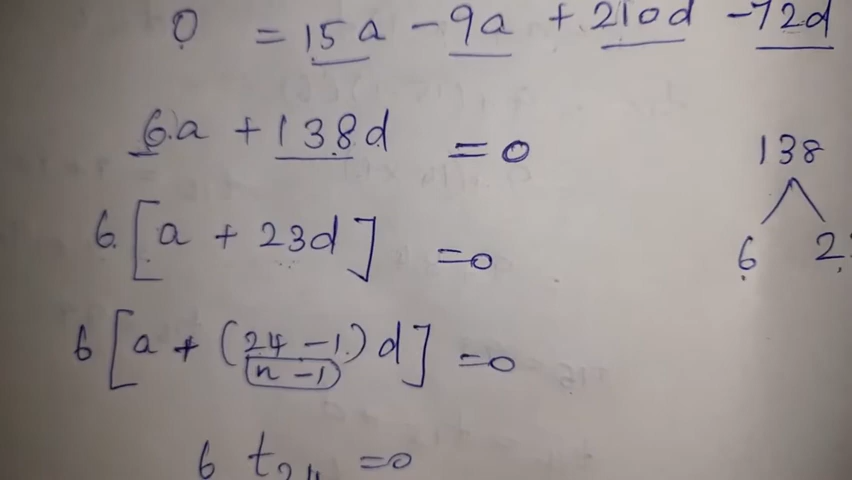 0 = 15a - 9a + 210d - 72d
6a + 138d = 0
138
6[a + 23d] = 0
6
6[a + (24 - 1)d] = 0
n - 1
6 t24 = 0